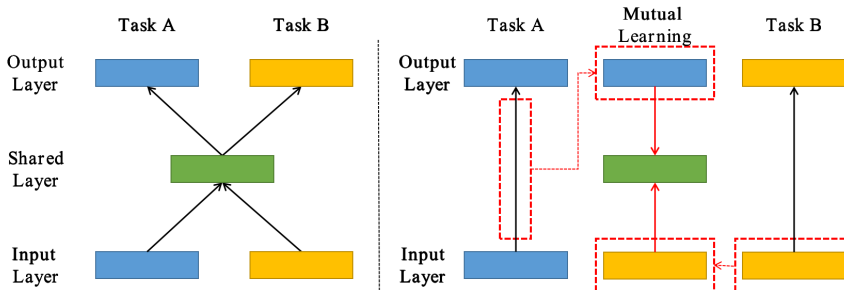 Task A
Task B
Output
Layer
Shared
Layer
Input
Layer
Task A
Mutual
Learning
Task B
Output
Layer
Input
Layer